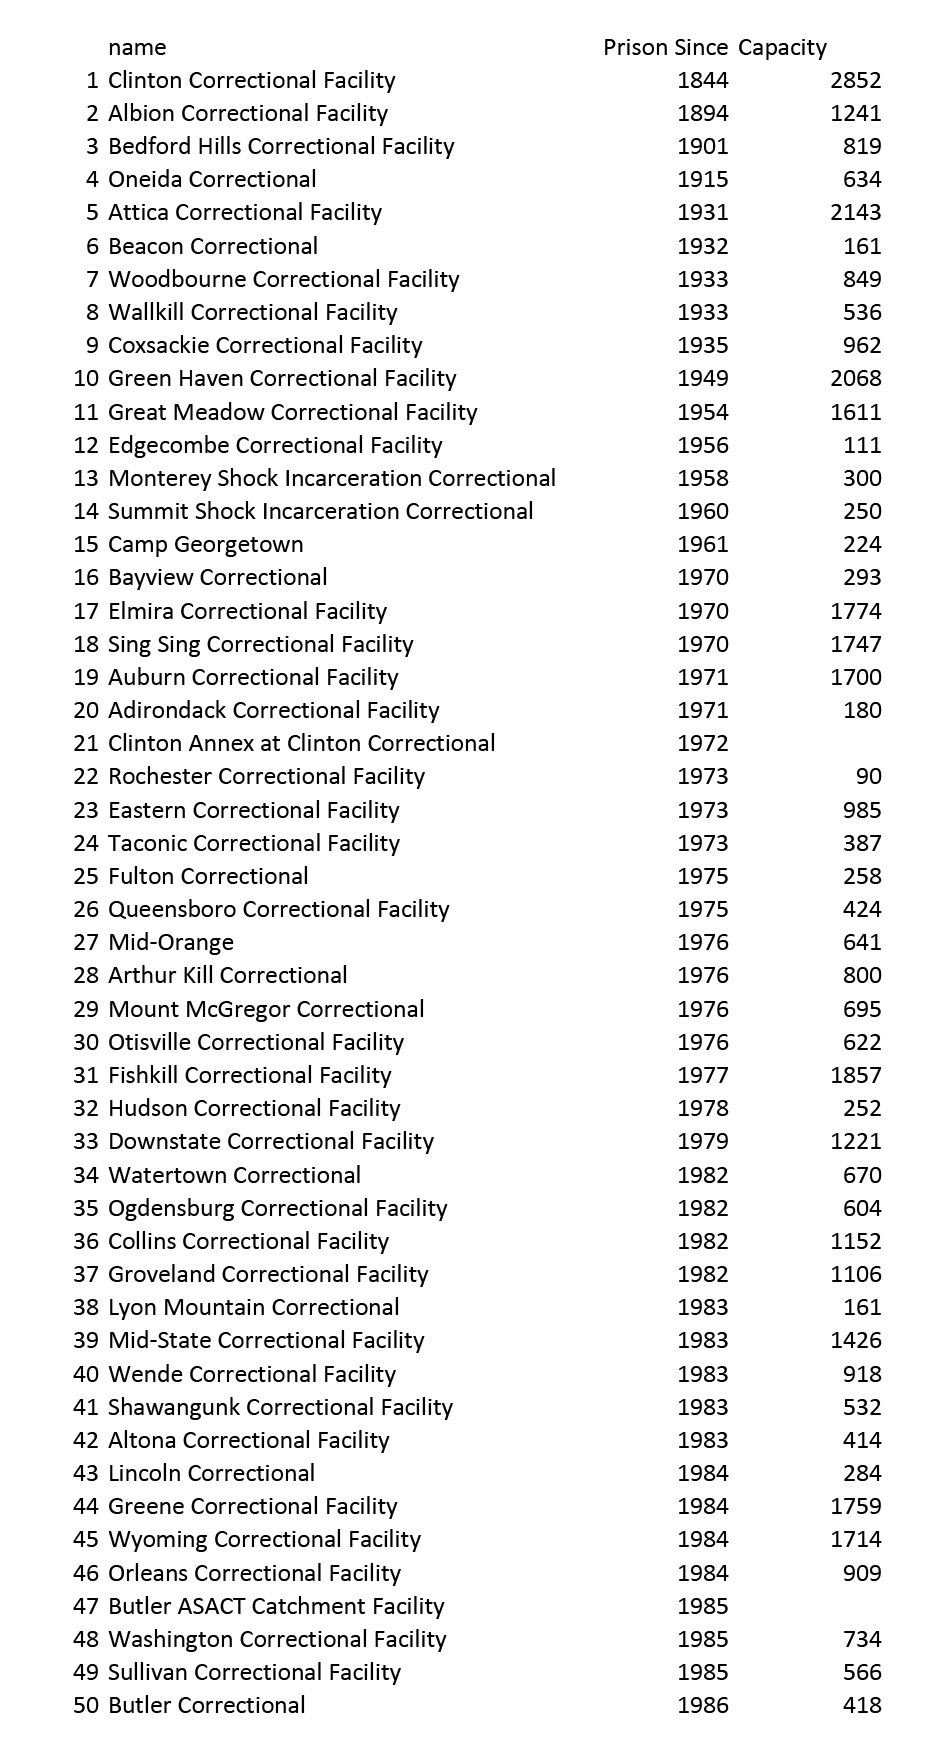 name Prison Since Capacity
1 Clinton Correctional Facility 1844 2852
2 Albion Correctional Facility 1894 1241
3 Bedford Hills Correctional Facility 1901 819
4 Oneida Correctional 1915 634
5 Attica Correctional Facility 1931 2143
6 Beacon Correctional 1932 161
7 Woodbourne Correctional Facility 1933 849
8 Wallkill Correctional Facility 1933 536
9 Coxsackie Correctional Facility 1935 962
10 Green Haven Correctional Facility 1949 2068
11 Great Meadow Correctional Facility 1954 1611
12 Edgecombe Correctional Facility 1956 111
13 Monterey Shock Incarceration Correctional 1958 300
14 Summit Shock Incarceration Correctional 1960 250
15 Camp Georgetown 1961 224
16 Bayview Correctional 1970 293
17 Elmira Correctional Facility 1970 1774
18 Sing Sing Correctional Facility 1970 1747
19 Auburn Correctional Facility 1971 1700
20 Adirondack Correctional Facility 1971 180
21 Clinton Annex at Clinton Correctional 1972
22 Rochester Correctional Facility 1973 90
23 Eastern Correctional Facility 1973 985
24 Taconic Correctional Facility 1973 387
25 Fulton Correctional 1975 258
26 Queensboro Correctional Facility 1975 424
27 Mid-Orange 1976 641
28 Arthur Kill Correctional 1976 800
29 Mount McGregor Correctional 1976 695
30 Otisville Correctional Facility 1976 622
31 Fishkill Correctional Facility 1977 1857
32 Hudson Correctional Facility 1978 252
33 Downstate Correctional Facility 1979 1221
34 Watertown Correctional 1982 670
35 Ogdensburg Correctional Facility 1982 604
36 Collins Correctional Facility 1982 1152
37 Groveland Correctional Facility 1982 1106
38 Lyon Mountain Correctional 1983 161
39 Mid-State Correctional Facility 1983 1426
40 Wende Correctional Facility 1983 918
41 Shawangunk Correctional Facility 1983 532
42 Altona Correctional Facility 1983 414
43 Lincoln Correctional 1984 284
44 Greene Correctional Facility 1984 1759
45 Wyoming Correctional Facility 1984 1714
46 Orleans Correctional Facility 1984 909
47 Butler ASACT Catchment Facility 1985
48 Washington Correctional Facility 1985 734
49 Sullivan Correctional Facility 1985 566
50 Butler Correctional 1986 418